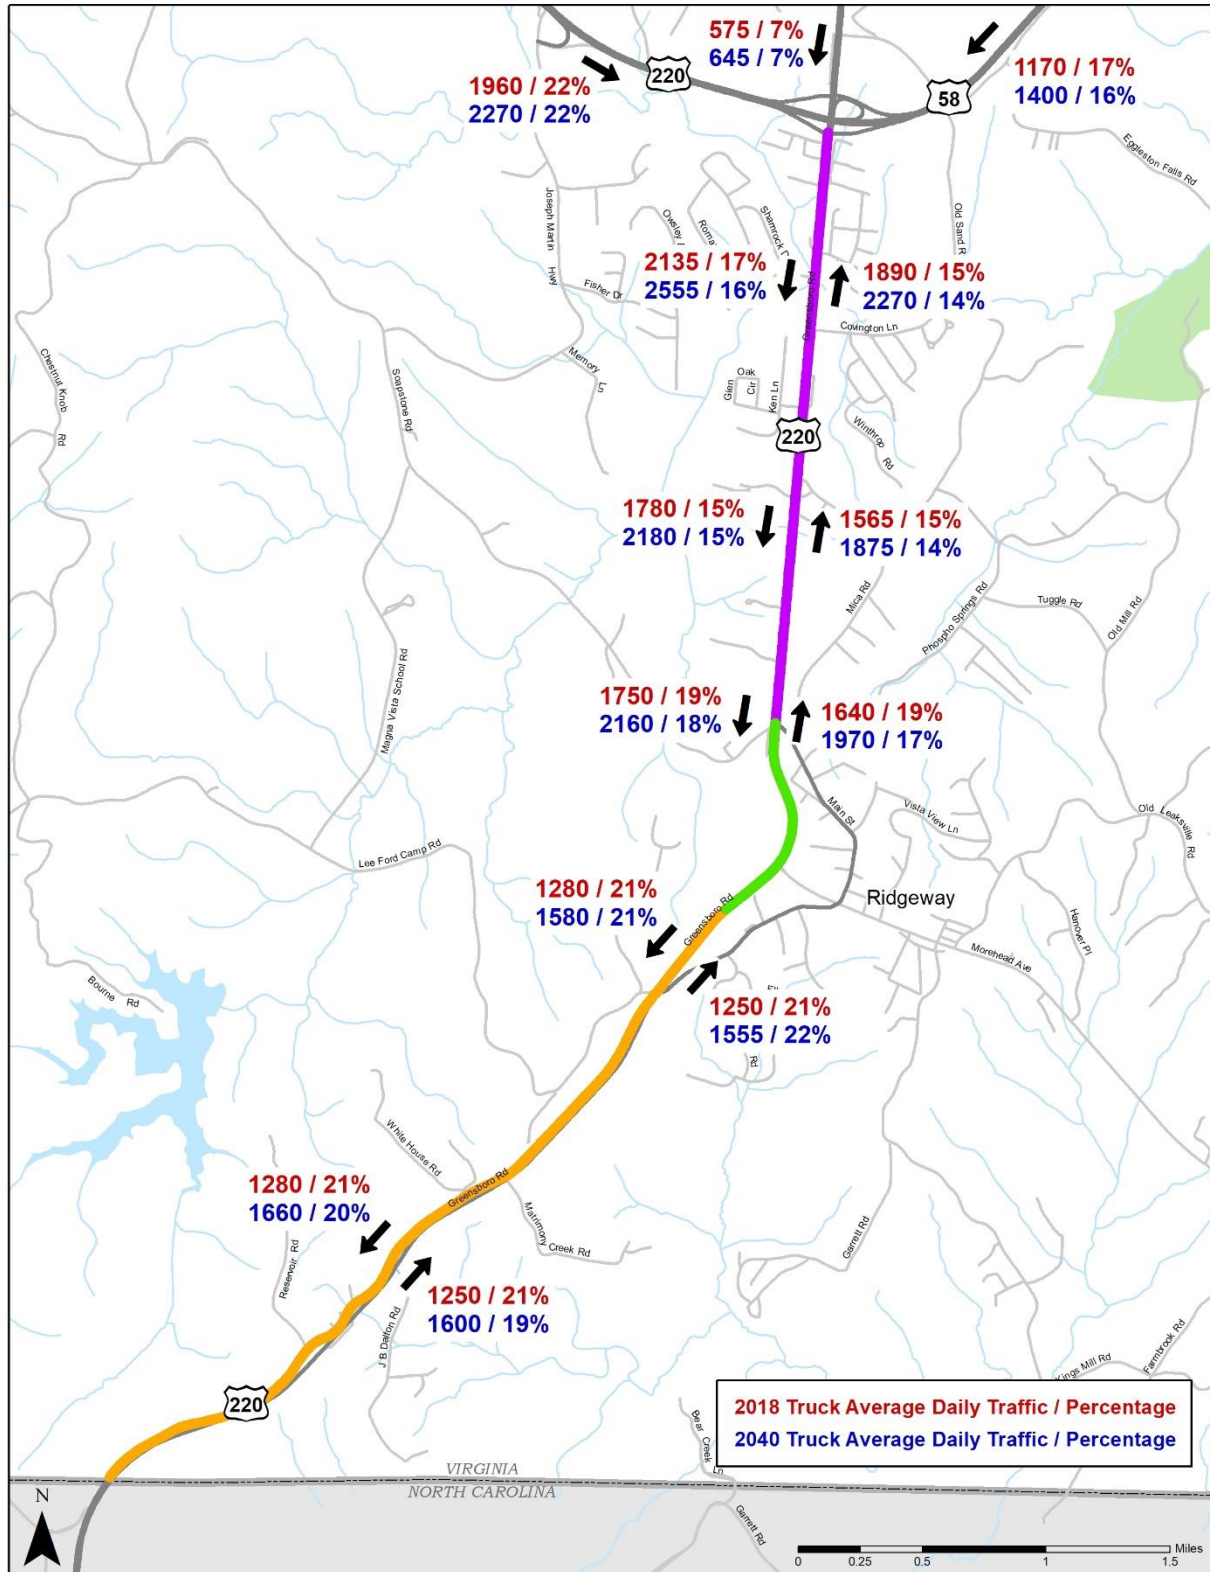 575 / 7%
645 / 7%
1960 / 22%
2270 / 22%
220
58
1170 / 17%
1400 / 16%
Eggleston Falls Rd
Joseph Martin Hwy
Shamrock
Old Sand R
2135 / 17%
2555 / 16%
1890 / 15%
2270 / 14%
Fisher Dr
Greensboro Rd
Covington Ln
Chestnut Knob Rd
Soapstone Rd
Memory Ln
Glen Oak Cir
Ken Ln
Winthrop Rd
220
1780 / 15%
2180 / 15%
1565 / 15%
1875 / 14%
Mica Rd
Phospho Springs Rd
Tuggle Rd
Old Mill Rd
Magna Vista School Rd
1750 / 19%
2160 / 18%
1640 / 19%
1970 / 17%
Main St
Vista View Ln
Old Leaksville Rd
Lee Ford Camp Rd
1280 / 21%
1580 / 21%
Ridgeway
Greensboro Rd
Hanover Pl
Morehead Ave
Bourne Rd
1250 / 21%
1555 / 22%
Rd
White House Rd
Greensboro Rd
1280 / 21%
1660 / 20%
Matrimony Creek Rd
Garrett Rd
Reservoir Rd
1250 / 21%
1600 / 19%
J B Dalton Rd
Kings Mill Rd
Farmbrook Rd
220
2018 Truck Average Daily Traffic / Percentage
2040 Truck Average Daily Traffic / Percentage
Bear Creek Ln
VIRGINIA
NORTH CAROLINA
N
Garrett Rd
Miles
0 0.25 0.5 1 1.5